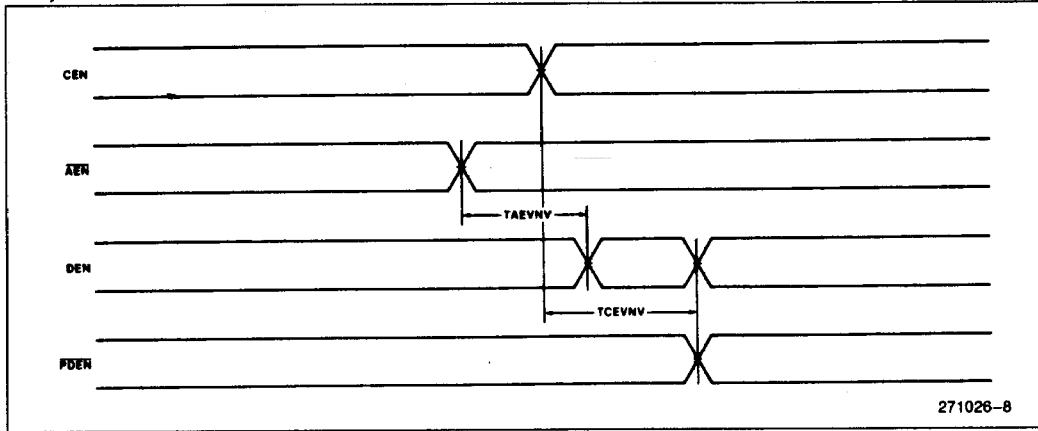 CEN
AEN
TAEVNV
DEN
TCEVNV
PDEN
271026-8